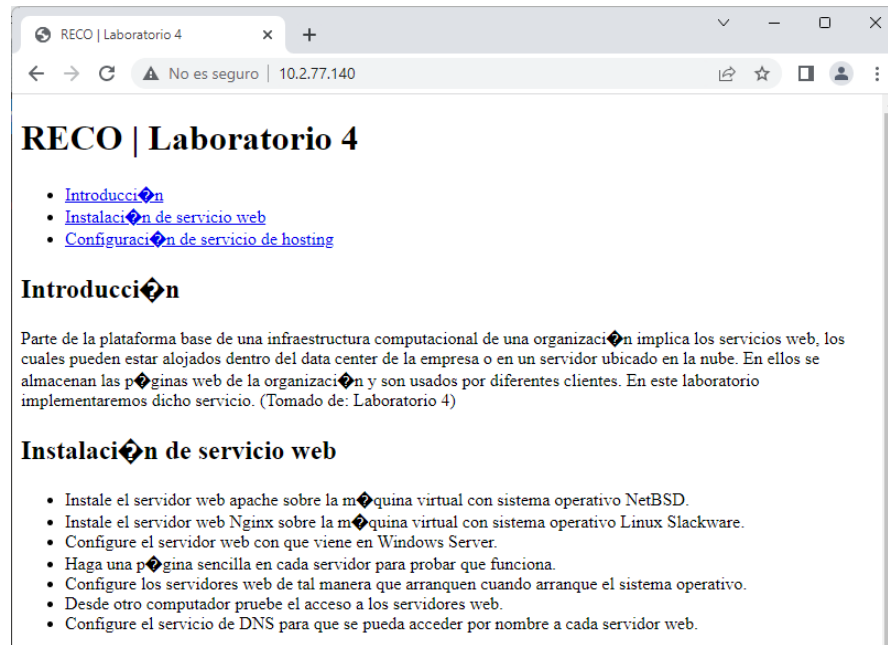 RECO | Laboratorio 4
No es seguro | 10.2.77.140
RECO | Laboratorio 4
Introducci�n
Instalaci�n de servicio web
Configuraci�n de servicio de hosting
Introducci�n
Parte de la plataforma base de una infraestructura computacional de una organizaci�n implica los servicios web, los
cuales pueden estar alojados dentro del data center de la empresa o en un servidor ubicado en la nube. En ellos se
almacenan las p�ginas web de la organizaci�n y son usados por diferentes clientes. En este laboratorio
implementaremos dicho servicio. (Tomado de: Laboratorio 4)
Instalaci�n de servicio web
Instale el servidor web apache sobre la m�quina virtual con sistema operativo NetBSD.
Instale el servidor web Nginx sobre la m�quina virtual con sistema operativo Linux Slackware.
Configure el servidor web con que viene en Windows Server.
Haga una p�gina sencilla en cada servidor para probar que funciona.
Configure los servidores web de tal manera que arranquen cuando arranque el sistema operativo.
Desde otro computador pruebe el acceso a los servidores web.
Configure el servicio de DNS para que se pueda acceder por nombre a cada servidor web.